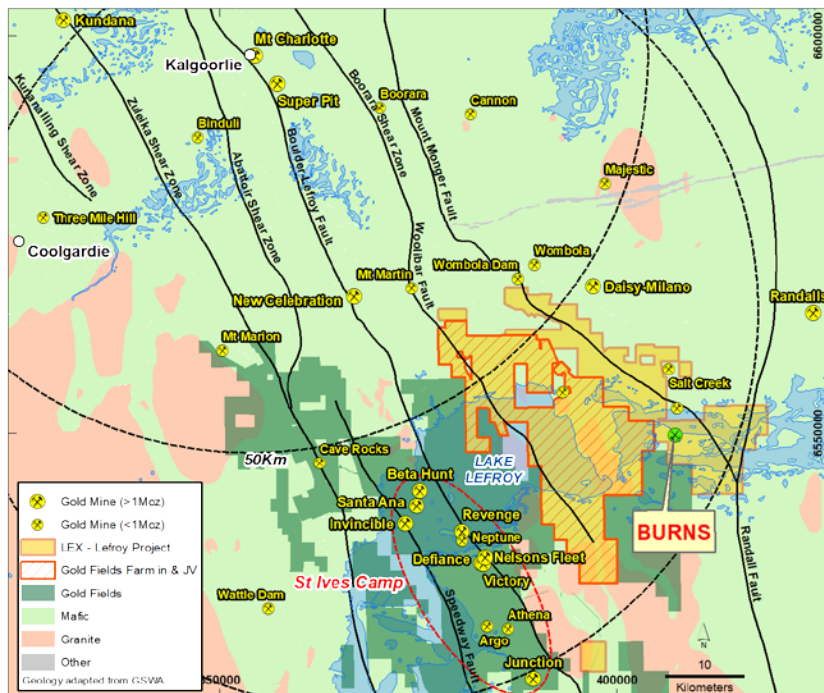 Kundana
Mt Charlotte
Kalgoorlie
Super Pit
Boorara
Cannon
Binduli
Majestic
Kunanalling Shear Zone
Zuleika Shear Zone
Abattoir Shear Zone
Boulder-Lefroy Fault
Boorara Shear Zone
Mount Monger Fault
6600000
Three Mile Hill
Coolgardie
Woolibar Fault
Wombola
Wombola Dam
Mt Martin
Daisy-Milano
New Celebration
Randalls
Mt Marion
Salt Creek
6550000
50Km
Cave Rocks
LAKE
LEFROY
Beta Hunt
Santa Ana
Invincible
Revenge
Neptune
BURNS
Defiance
Nelsons Fleet
Victory
St Ives Camp
Wattle Dam
Speedway Fault
Randall Fault
Athena
Argo
Junction
Gold Mine (>1Moz)
Gold Mine (<1Moz)
LEX - Lefroy Project
Gold Fields Farm in & JV
Gold Fields
Mafic
Granite
Other
Geology adapted from GSWA
400000
N
10
Kilometers